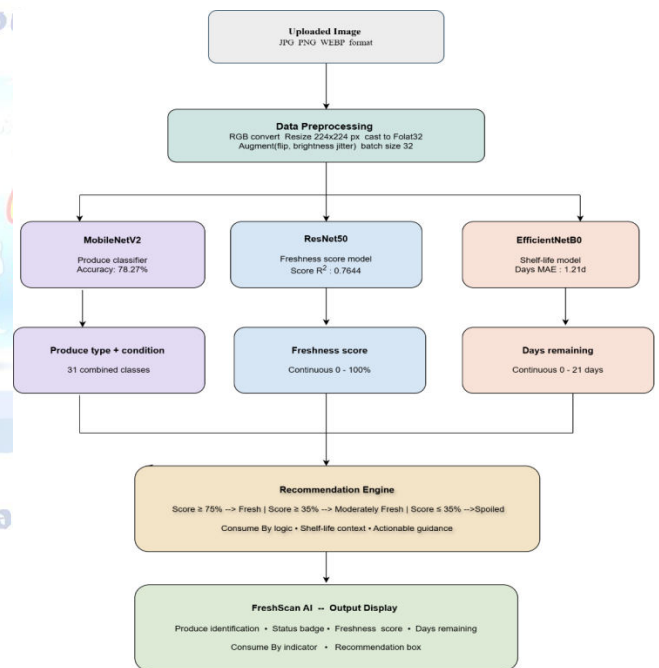 Uploaded Image
JPG PNG WEBP format
Data Preprocessing
RGB convert Resize 224x224 px cast to Folat32
Augment(flip, brightness jitter) batch size 32
MobileNetV2
Produce classifier
Accuracy: 78.27%
ResNet50
Freshness score model
Score R² : 0.7644
EfficientNetB0
Shelf-life model
Days MAE : 1.21d
Produce type + condition
31 combined classes
Freshness score
Continuous 0 - 100%
Days remaining
Continuous 0 - 21 days
Recommendation Engine
Score ≥ 75% --> Fresh | Score ≥ 35% --> Moderately Fresh | Score ≤ 35% -->Spoiled
Consume By logic • Shelf-life context • Actionable guidance
FreshScan AI -- Output Display
Produce identification • Status badge • Freshness score • Days remaining
Consume By indicator • Recommendation box